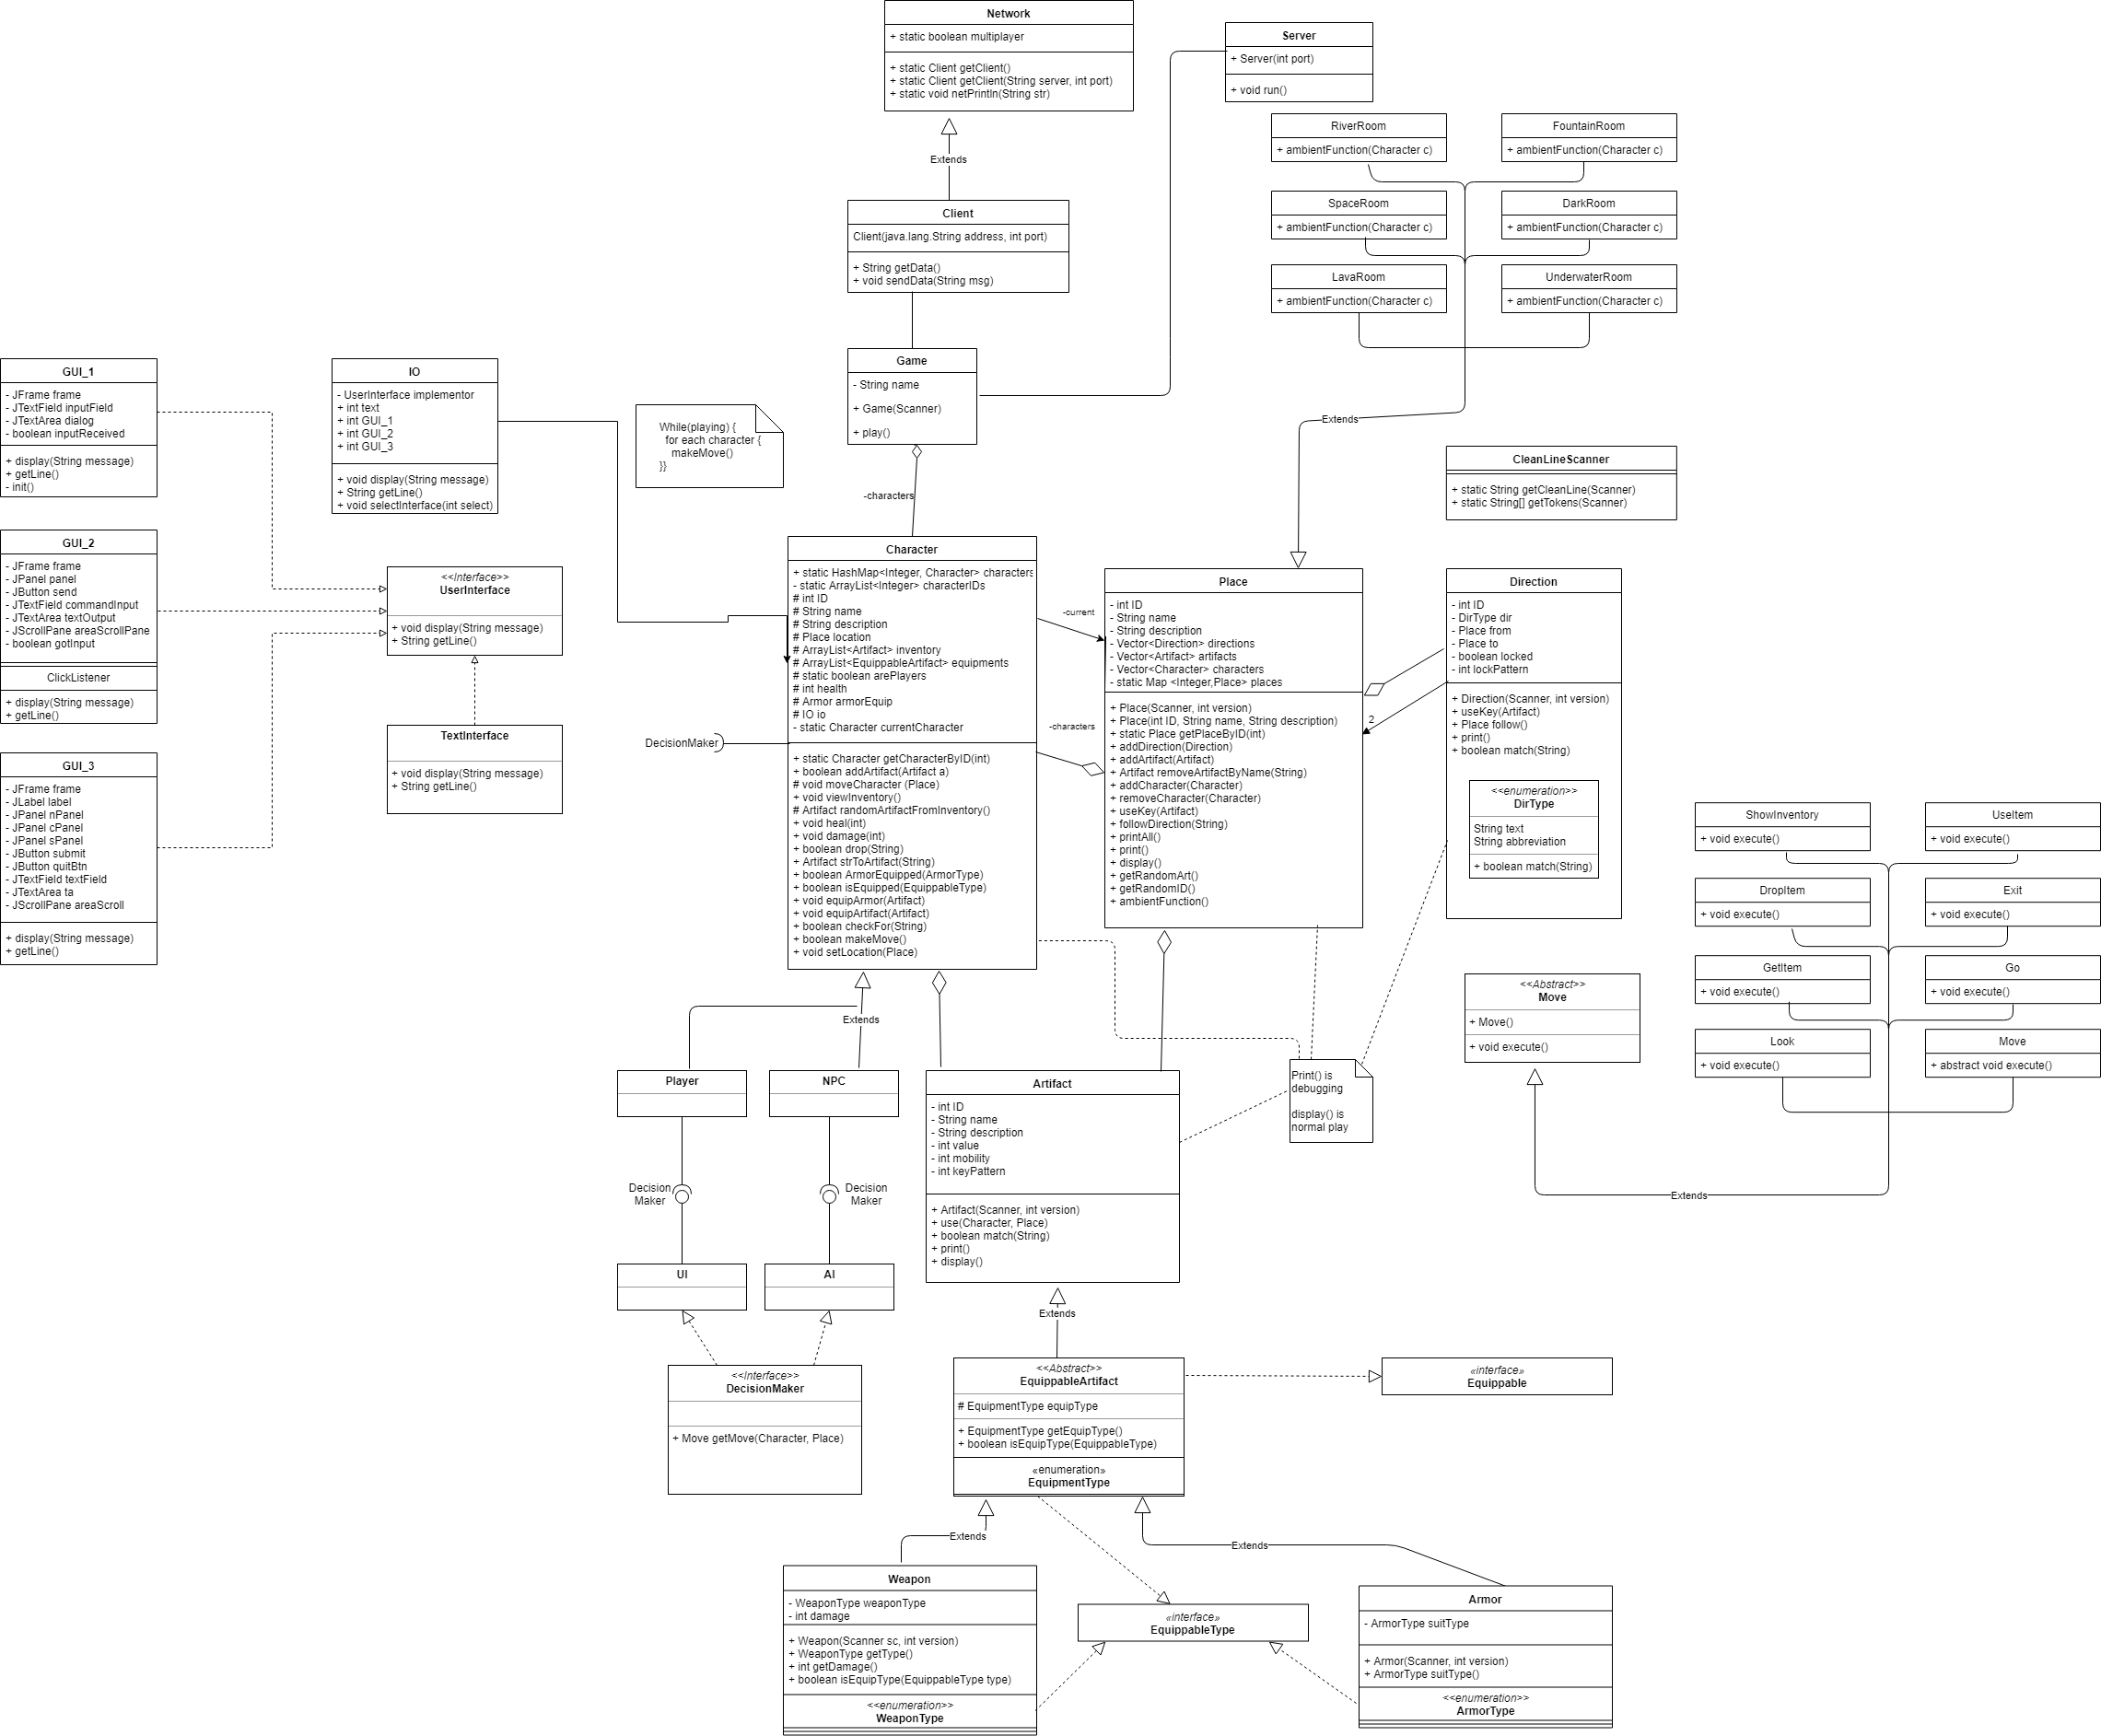 Network
+ static boolean multiplayer
+ static Client getClient()
+ static Client getClient(String server, int port)
+ static void netPrintln(String str)
Server
+ Server(int port)
+ void run()
RiverRoom
+ ambientFunction(Character c)
FountainRoom
+ ambientFunction(Character c)
SpaceRoom
+ ambientFunction(Character c)
DarkRoom
+ ambientFunction(Character c)
LavaRoom
+ ambientFunction(Character c)
UnderwaterRoom
+ ambientFunction(Character c)
Extends
Extends
Client
Client(java.lang.String address, int port)
+ String getData()
+ void sendData(String msg)
Game
- String name
+ Game(Scanner)
+ play()
-characters
While(playing) {
for each character {
makeMove()
}}
GUI_1
- JFrame frame
- JTextField inputField
- JTextArea dialog
- boolean inputReceived
+ display(String message)
+ getLine()
- init()
IO
- UserInterface implementor
+ int text
+ int GUI_1
+ int GUI_2
+ int GUI_3
+ void display(String message)
+ String getLine()
+ void selectInterface(int select)
GUI_2
- JFrame frame
- JPanel panel
- JButton send
- JTextField commandInput
- JTextArea textOutput
- JScrollPane areaScrollPane
- boolean gotInput
ClickListener
+ display(String message)
+ getLine()
<<Interface>>
UserInterface
+ void display(String message)
+ String getLine()
TextInterface
+ void display(String message)
+ String getLine()
GUI_3
- JFrame frame
- JLabel label
- JPanel nPanel
- JPanel cPanel
- JPanel sPanel
- JButton submit
- JButton quitBtn
- JTextField textField
- JTextArea ta
- JScrollPane areaScroll
+ display(String message)
+ getLine()
Character
+ static HashMap<Integer, Character> characters
- static ArrayList<Integer> characterIDs
# int ID
# String name
# String description
# Place location
# ArrayList<Artifact> inventory
# ArrayList<EquippableArtifact> equipments
# static boolean arePlayers
# int health
# Armor armorEquip
# IO io
- static Character currentCharacter
+ static Character getCharacterByID(int)
+ boolean addArtifact(Artifact a)
# void moveCharacter (Place)
+ void viewInventory()
# Artifact randomArtifactFromInventory()
+ void heal(int)
+ void damage(int)
+ boolean drop(String)
+ Artifact strToArtifact(String)
+ boolean ArmorEquipped(ArmorType)
+ boolean isEquipped(EquippableType)
+ void equipArmor(Artifact)
+ void equipArtifact(Artifact)
+ boolean checkFor(String)
+ boolean makeMove()
+ void setLocation(Place)
DecisionMaker
-current
-characters
Place
- int ID
- String name
- String description
- Vector<Direction> directions
- Vector<Artifact> artifacts
- Vector<Character> characters
- static Map <Integer,Place> places
+ Place(Scanner, int version)
+ Place(int ID, String name, String description)
+ static Place getPlaceByID(int)
+ addDirection(Direction)
+ addArtifact(Artifact)
+ Artifact removeArtifactByName(String)
+ addCharacter(Character)
+ removeCharacter(Character)
+ useKey(Artifact)
+ followDirection(String)
+ printAll()
+ print()
+ display()
+ getRandomArt()
+ getRandomID()
+ ambientFunction()
2
CleanLineScanner
+ static String getCleanLine(Scanner)
+ static String[] getTokens(Scanner)
Direction
- int ID
- DirType dir
- Place from
- Place to
- boolean locked
- int lockPattern
+ Direction(Scanner, int version)
+ useKey(Artifact)
+ Place follow()
+ print()
+ boolean match(String)
<<enumeration>>
DirType
String text
String abbreviation
+ boolean match(String)
ShowInventory
+ void execute()
UseItem
+ void execute()
DropItem
+ void execute()
Exit
+ void execute()
GetItem
+ void execute()
Go
+ void execute()
Look
+ void execute()
Move
+ abstract void execute()
<<Abstract>>
Move
+ Move()
+ void execute()
Extends
Extends
Player
NPC
Decision
Maker
Decision
Maker
UI
AI
<<Interface>>
DecisionMaker
+ Move getMove(Character, Place)
Artifact
- int ID
- String name
- String description
- int value
- int mobility
- int keyPattern
+ Artifact(Scanner, int version)
+ use(Character, Place)
+ boolean match(String)
+ print()
+ display()
Print() is
debugging
display() is
normal play
Extends
<<Abstract>>
EquippableArtifact
# EquipmentType equipType
+ EquipmentType getEquipType()
+ boolean isEquipType(EquippableType)
«enumeration»
EquipmentType
«interface»
Equippable
Extends
Extends
Weapon
- WeaponType weaponType
- int damage
+ Weapon(Scanner sc, int version)
+ WeaponType getType()
+ int getDamage()
+ boolean isEquipType(EquippableType type)
<<enumeration>>
WeaponType
«interface»
EquippableType
Armor
- ArmorType suitType
+ Armor(Scanner, int version)
+ ArmorType suitType()
<<enumeration>>
ArmorType